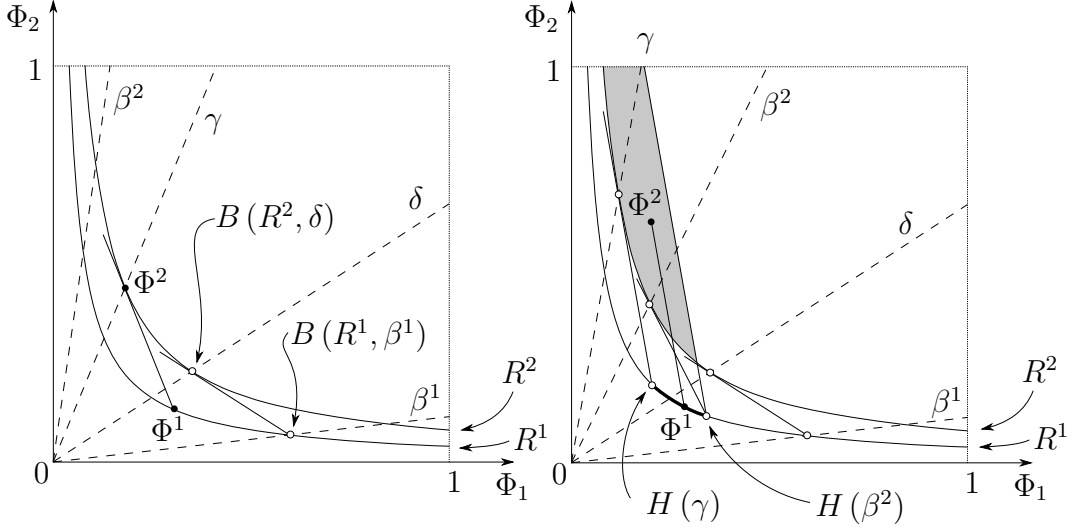 Φ₂
1
β²
γ
δ
B (R², δ)
Φ²
B (R¹, β¹)
R²
β¹
Φ¹
R¹
0
1
Φ₁
Φ₂
γ
1
β²
Φ²
δ
R²
β¹
Φ¹
R¹
0
1
Φ₁
H (γ)
H (β²)